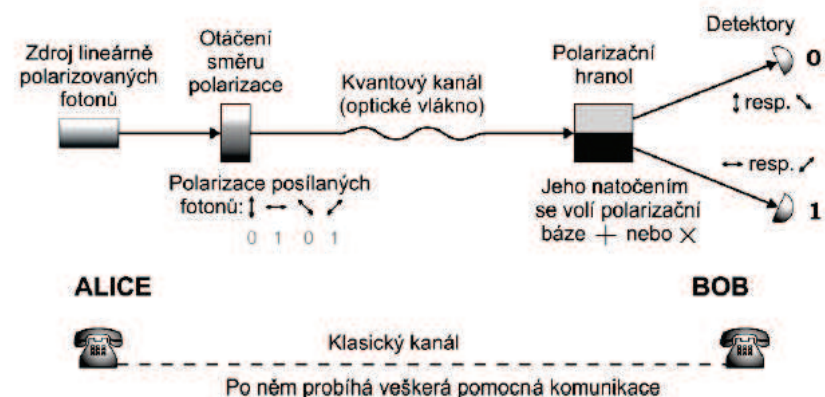 Zdroj lineárně
polarizovaných
fotonů
Otáčení
směru
polarizace
Kvantový kanál
(optické vlákno)
Polarizační
hranol
Detektory
0
↕ resp. ⤡
↔ resp. ⤢
1
Polarizace posílaných
fotonů: ↕ ↔ ⤡ ⤢
0 1 0 1
Jeho natočením
se volí polarizační
báze + nebo ×
ALICE
BOB
Klasický kanál
Po něm probíhá veškerá pomocná komunikace